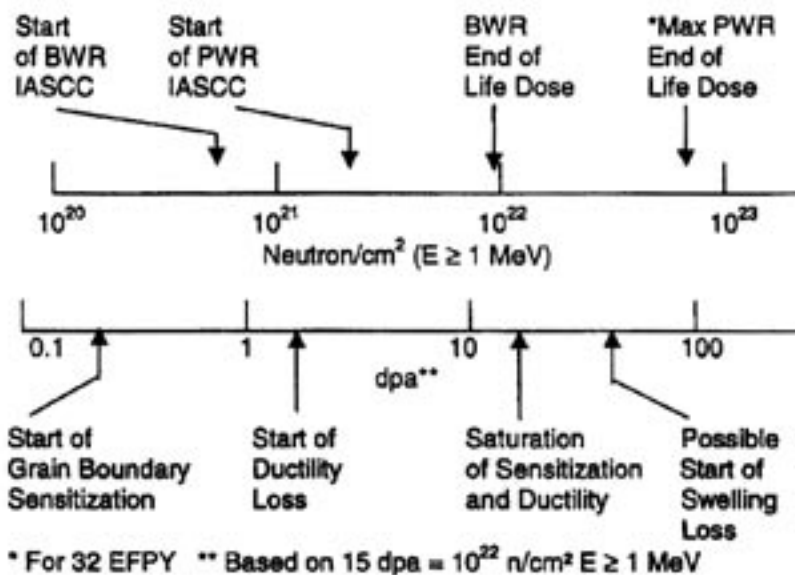 Start
of BWR
IASCC
Start
of PWR
IASCC
BWR
End of
Life Dose
*Max PWR
End of
Life Dose
10²⁰ 10²¹ 10²² 10²³
Neutron/cm² (E ≥ 1 MeV)
0.1 1 10 100
dpa**
Start of
Grain Boundary
Sensitization
Start of
Ductility
Loss
Saturation
of Sensitization
and Ductility
Possible
Start of
Swelling
Loss
* For 32 EFPY ** Based on 15 dpa = 10²² n/cm² E ≥ 1 MeV